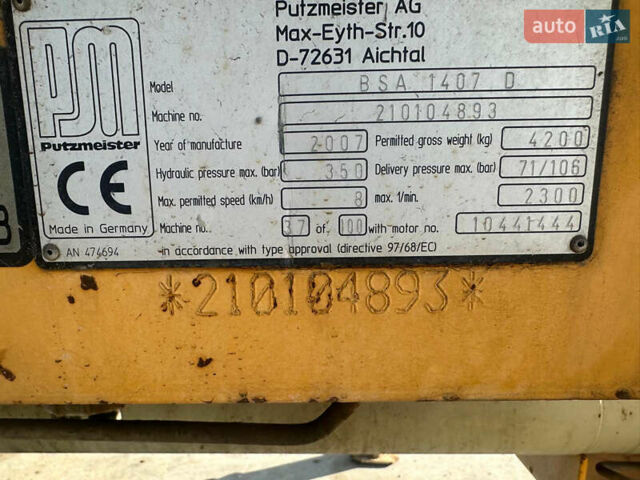 auto RIA.com
Putzmeister AG
Max-Eyth-Str.10
D-72631 Aichtal
PM
Putzmeister
CE
Made in Germany
AN 474694
Model BSA 1407 D
Machine no. 210104893
Year of manufacture 2007 Permitted gross weight (kg) 4200
Hydraulic pressure max. (bar) 350 Delivery pressure max. (bar) 71/106
Max. permitted speed (km/h) 8 max. 1/min. 2300
Machine no. 37 of 100 with motor no. 10441444
-in accordance with type approval (directive 97/68/EC)
*210104893*